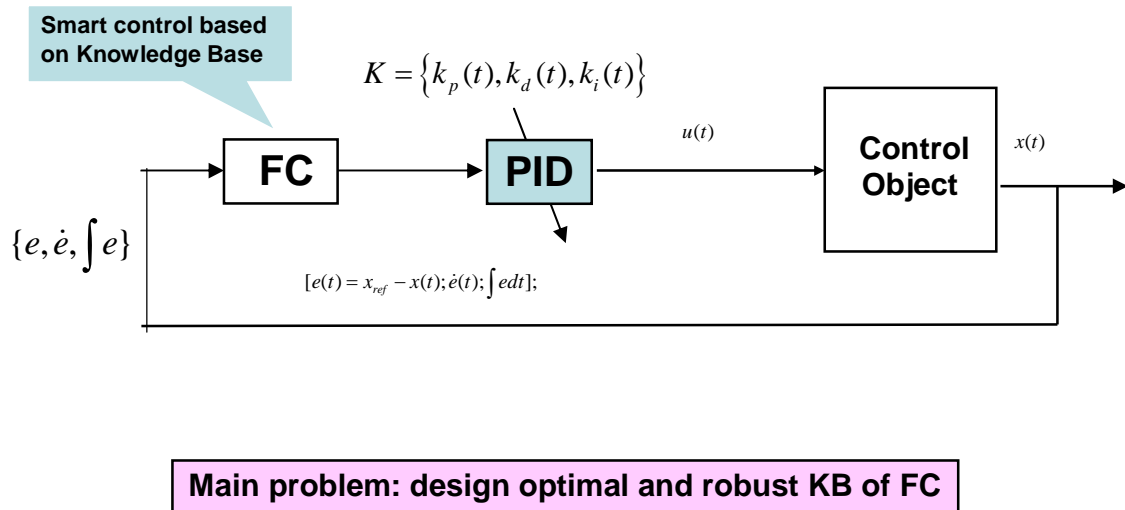 Smart control based
on Knowledge Base
K = {k_p(t), k_d(t), k_i(t)}
u(t)
x(t)
FC
PID
Control
Object
{e, ė, ∫e}
[e(t) = x_ref − x(t); ė(t); ∫edt];
Main problem: design optimal and robust KB of FC